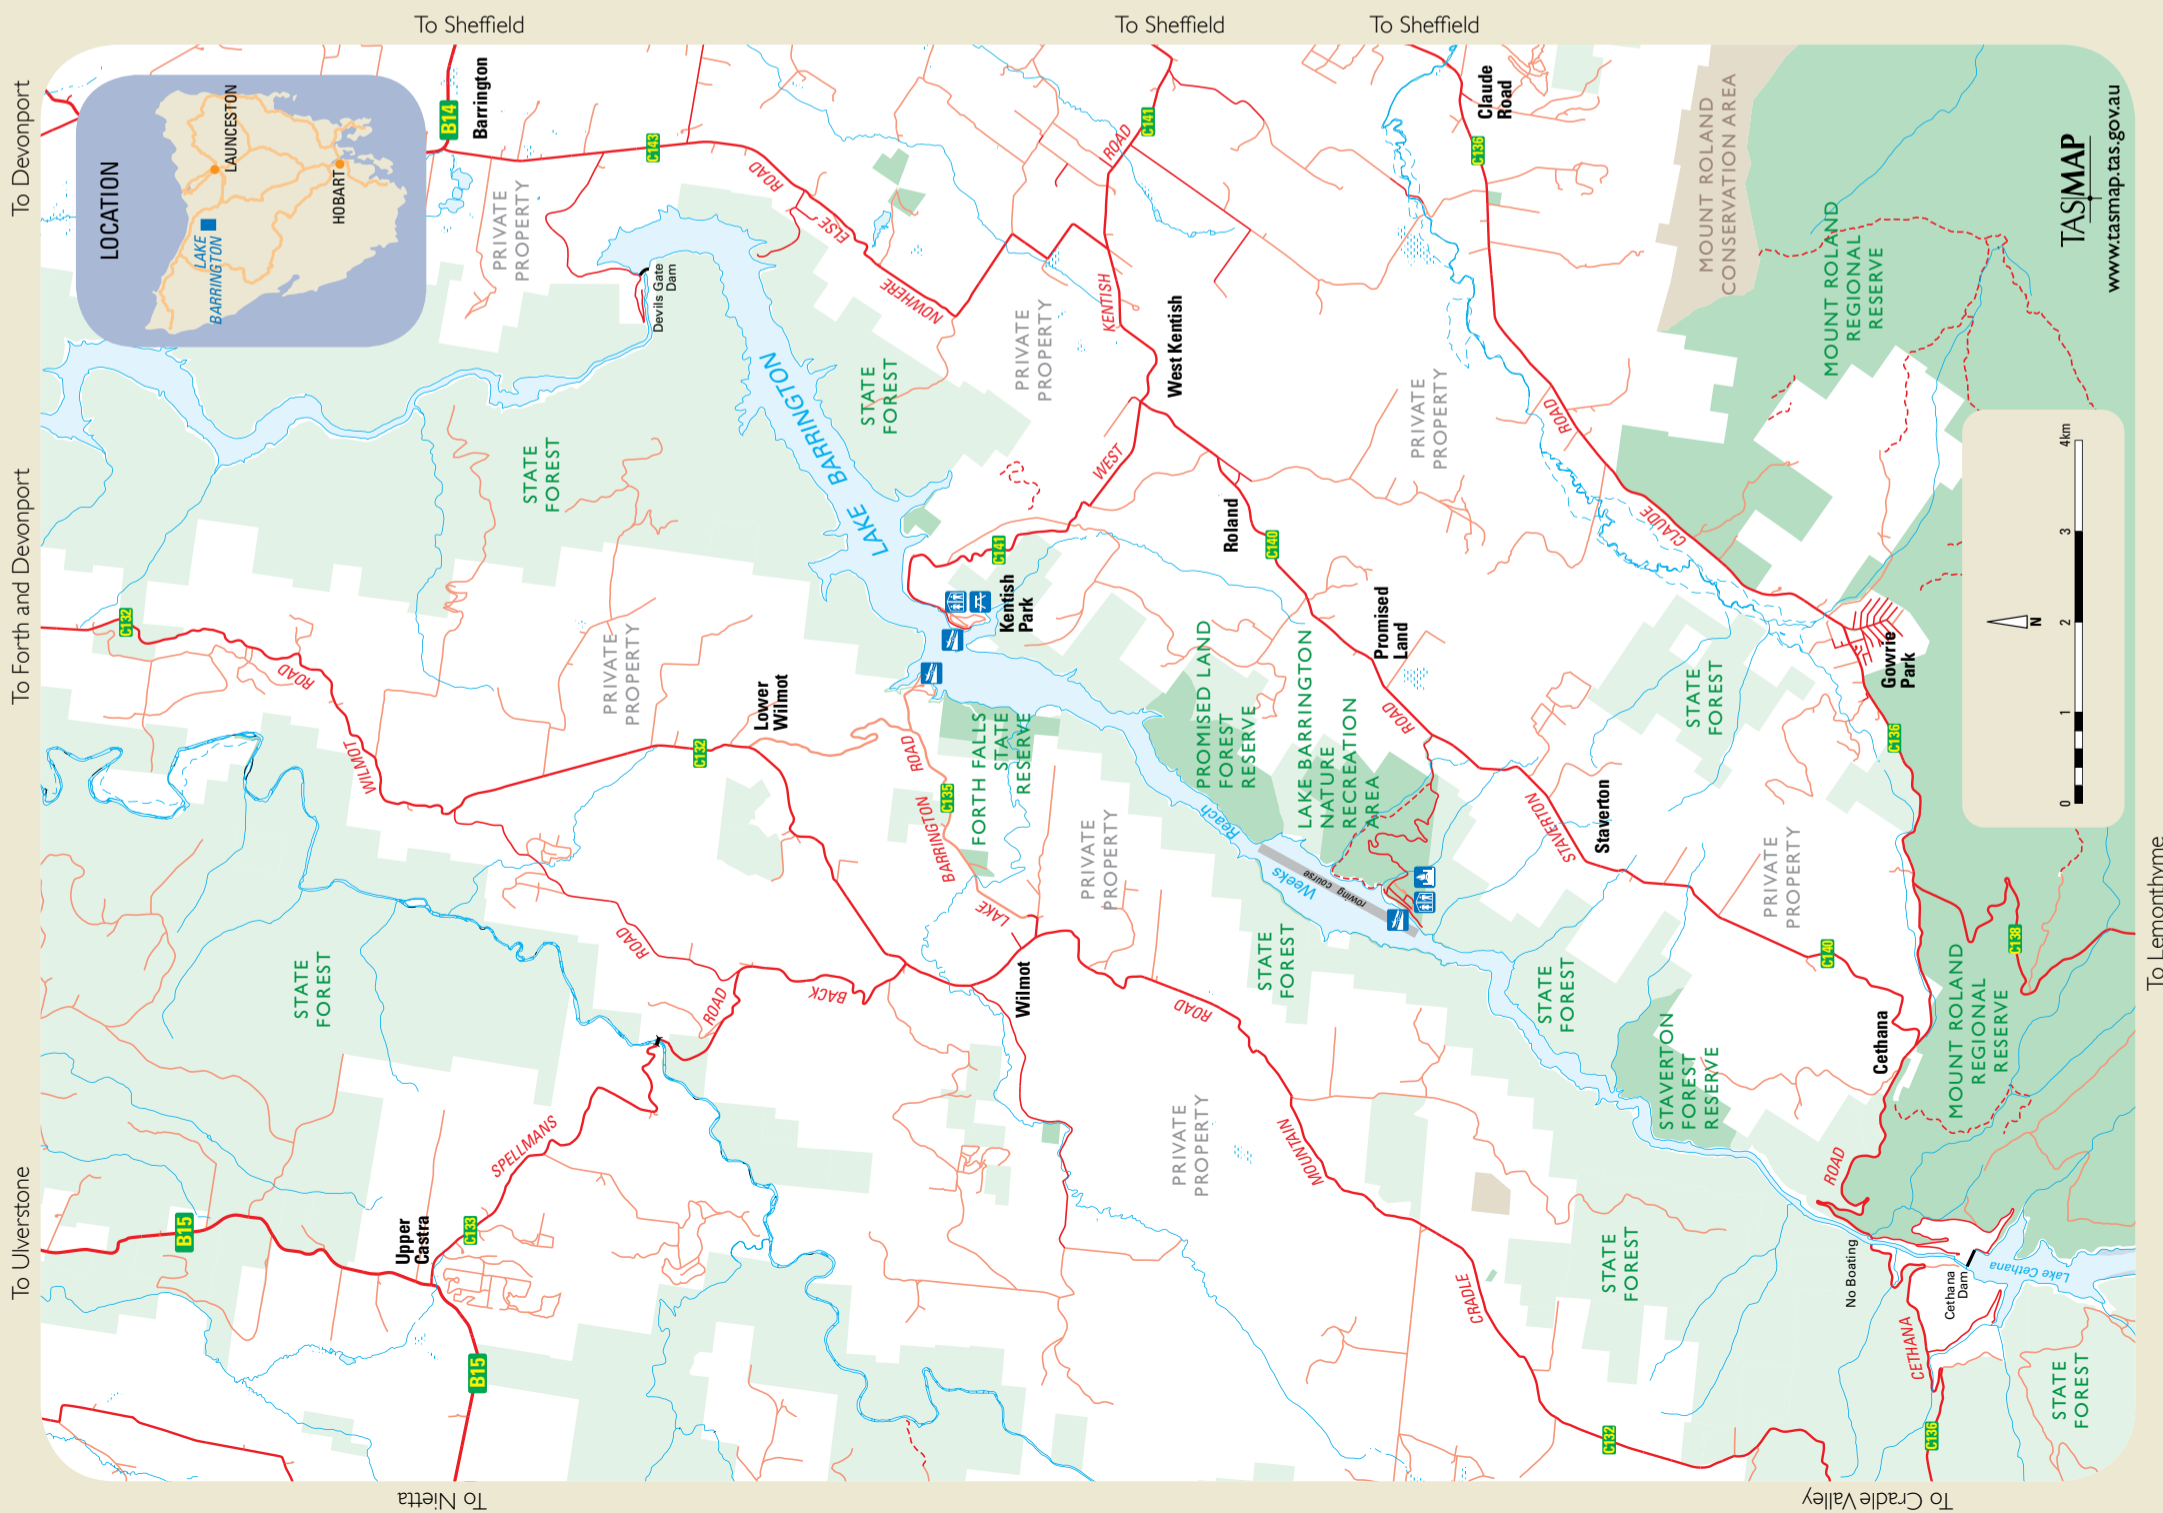 To Sheffield
To Sheffield
To Sheffield
To Devonport
To Forth and Devonport
To Ulverstone
To Nietta
To Cradle Valley
To Lemonthyme
LOCATION
LAUNCESTON
HOBART
LAKE
BARRINGTON
B14
Barrington
C143
ROAD
ELSE
NOWHERE
PRIVATE
PROPERTY
Devils Gate
Dam
LAKE BARRINGTON
STATE
FOREST
STATE
FOREST
PRIVATE
PROPERTY
ROAD
C141
KENTISH
West Kentish
WEST
C141
Kentish
Park
Claude
Road
C136
ROAD
CLAUDE
MOUNT ROLAND
CONSERVATION AREA
MOUNT ROLAND
REGIONAL
RESERVE
TASMAP
www.tasmap.tas.gov.au
PRIVATE
PROPERTY
Roland
C140
Promised
Land
ROAD
STAVERTON
Staverton
C140
Gowrie
Park
C136
STATE
FOREST
0
1
2
3
4km
N
C132
ROAD
WILMOT
PRIVATE
PROPERTY
Lower
Wilmot
C132
ROAD
C135
BARRINGTON
LAKE
FORTH FALLS
STATE
RESERVE
PROMISED LAND
FOREST
RESERVE
LAKE BARRINGTON
NATURE
RECREATION
AREA
Weeks
Reach
rowing course
PRIVATE
PROPERTY
STATE
FOREST
STATE
FOREST
PRIVATE
PROPERTY
STATE
FOREST
ROAD
BACK
ROAD
SPELLMANS
Wilmot
ROAD
MOUNTAIN
CRADLE
C132
STAVERTON
FOREST
RESERVE
Cethana
C138
MOUNT ROLAND
REGIONAL
RESERVE
ROAD
B15
Upper
Castra
C133
B15
PRIVATE
PROPERTY
STATE
FOREST
No Boating
Cethana
Dam
Lake Cethana
CETHANA
C136
STATE
FOREST